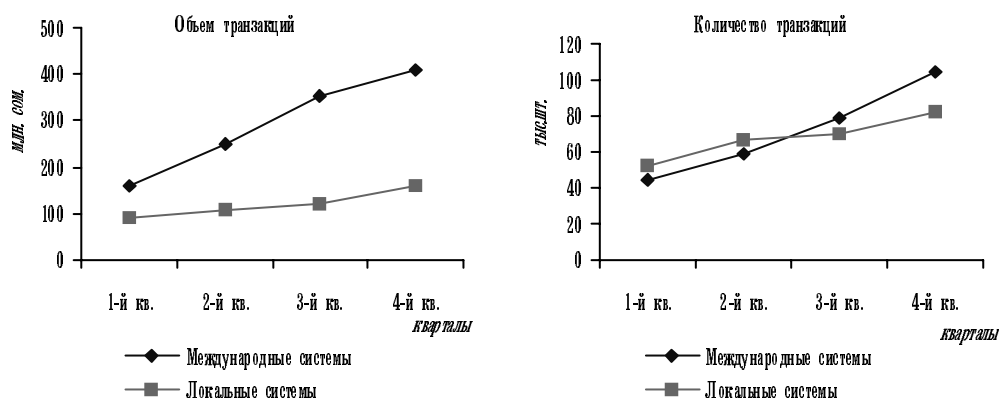 Объем транзакций
500
400
300
200
100
0
млн. сом.
1-й кв. 2-й кв. 3-й кв. 4-й кв.
кварталы
Международные системы
Локальные системы
Количество транзакций
120
100
80
60
40
20
0
тыс.шт.
1-й кв. 2-й кв. 3-й кв. 4-й кв.
кварталы
Международные системы
Локальные системы